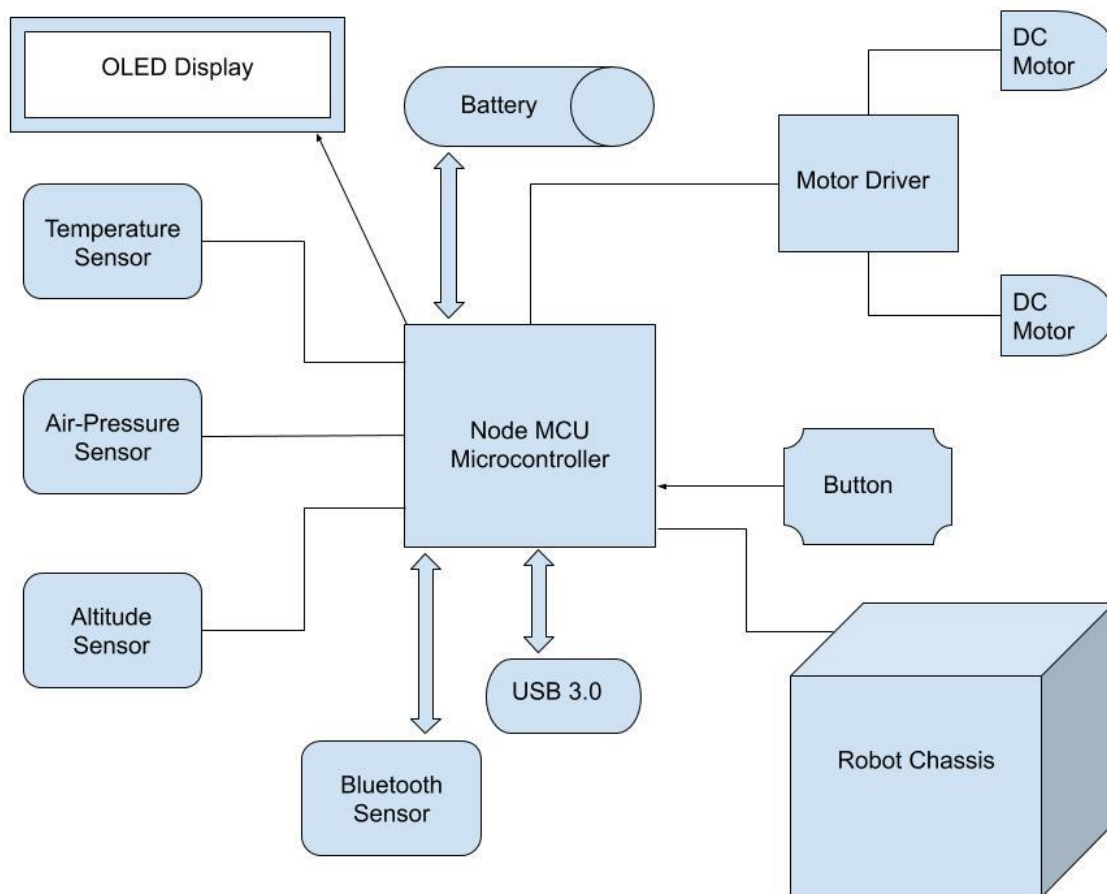 OLED Display
Battery
DC
Motor
Motor Driver
Temperature
Sensor
DC
Motor
Air-Pressure
Sensor
Node MCU
Microcontroller
Button
Altitude
Sensor
USB 3.0
Bluetooth
Sensor
Robot Chassis